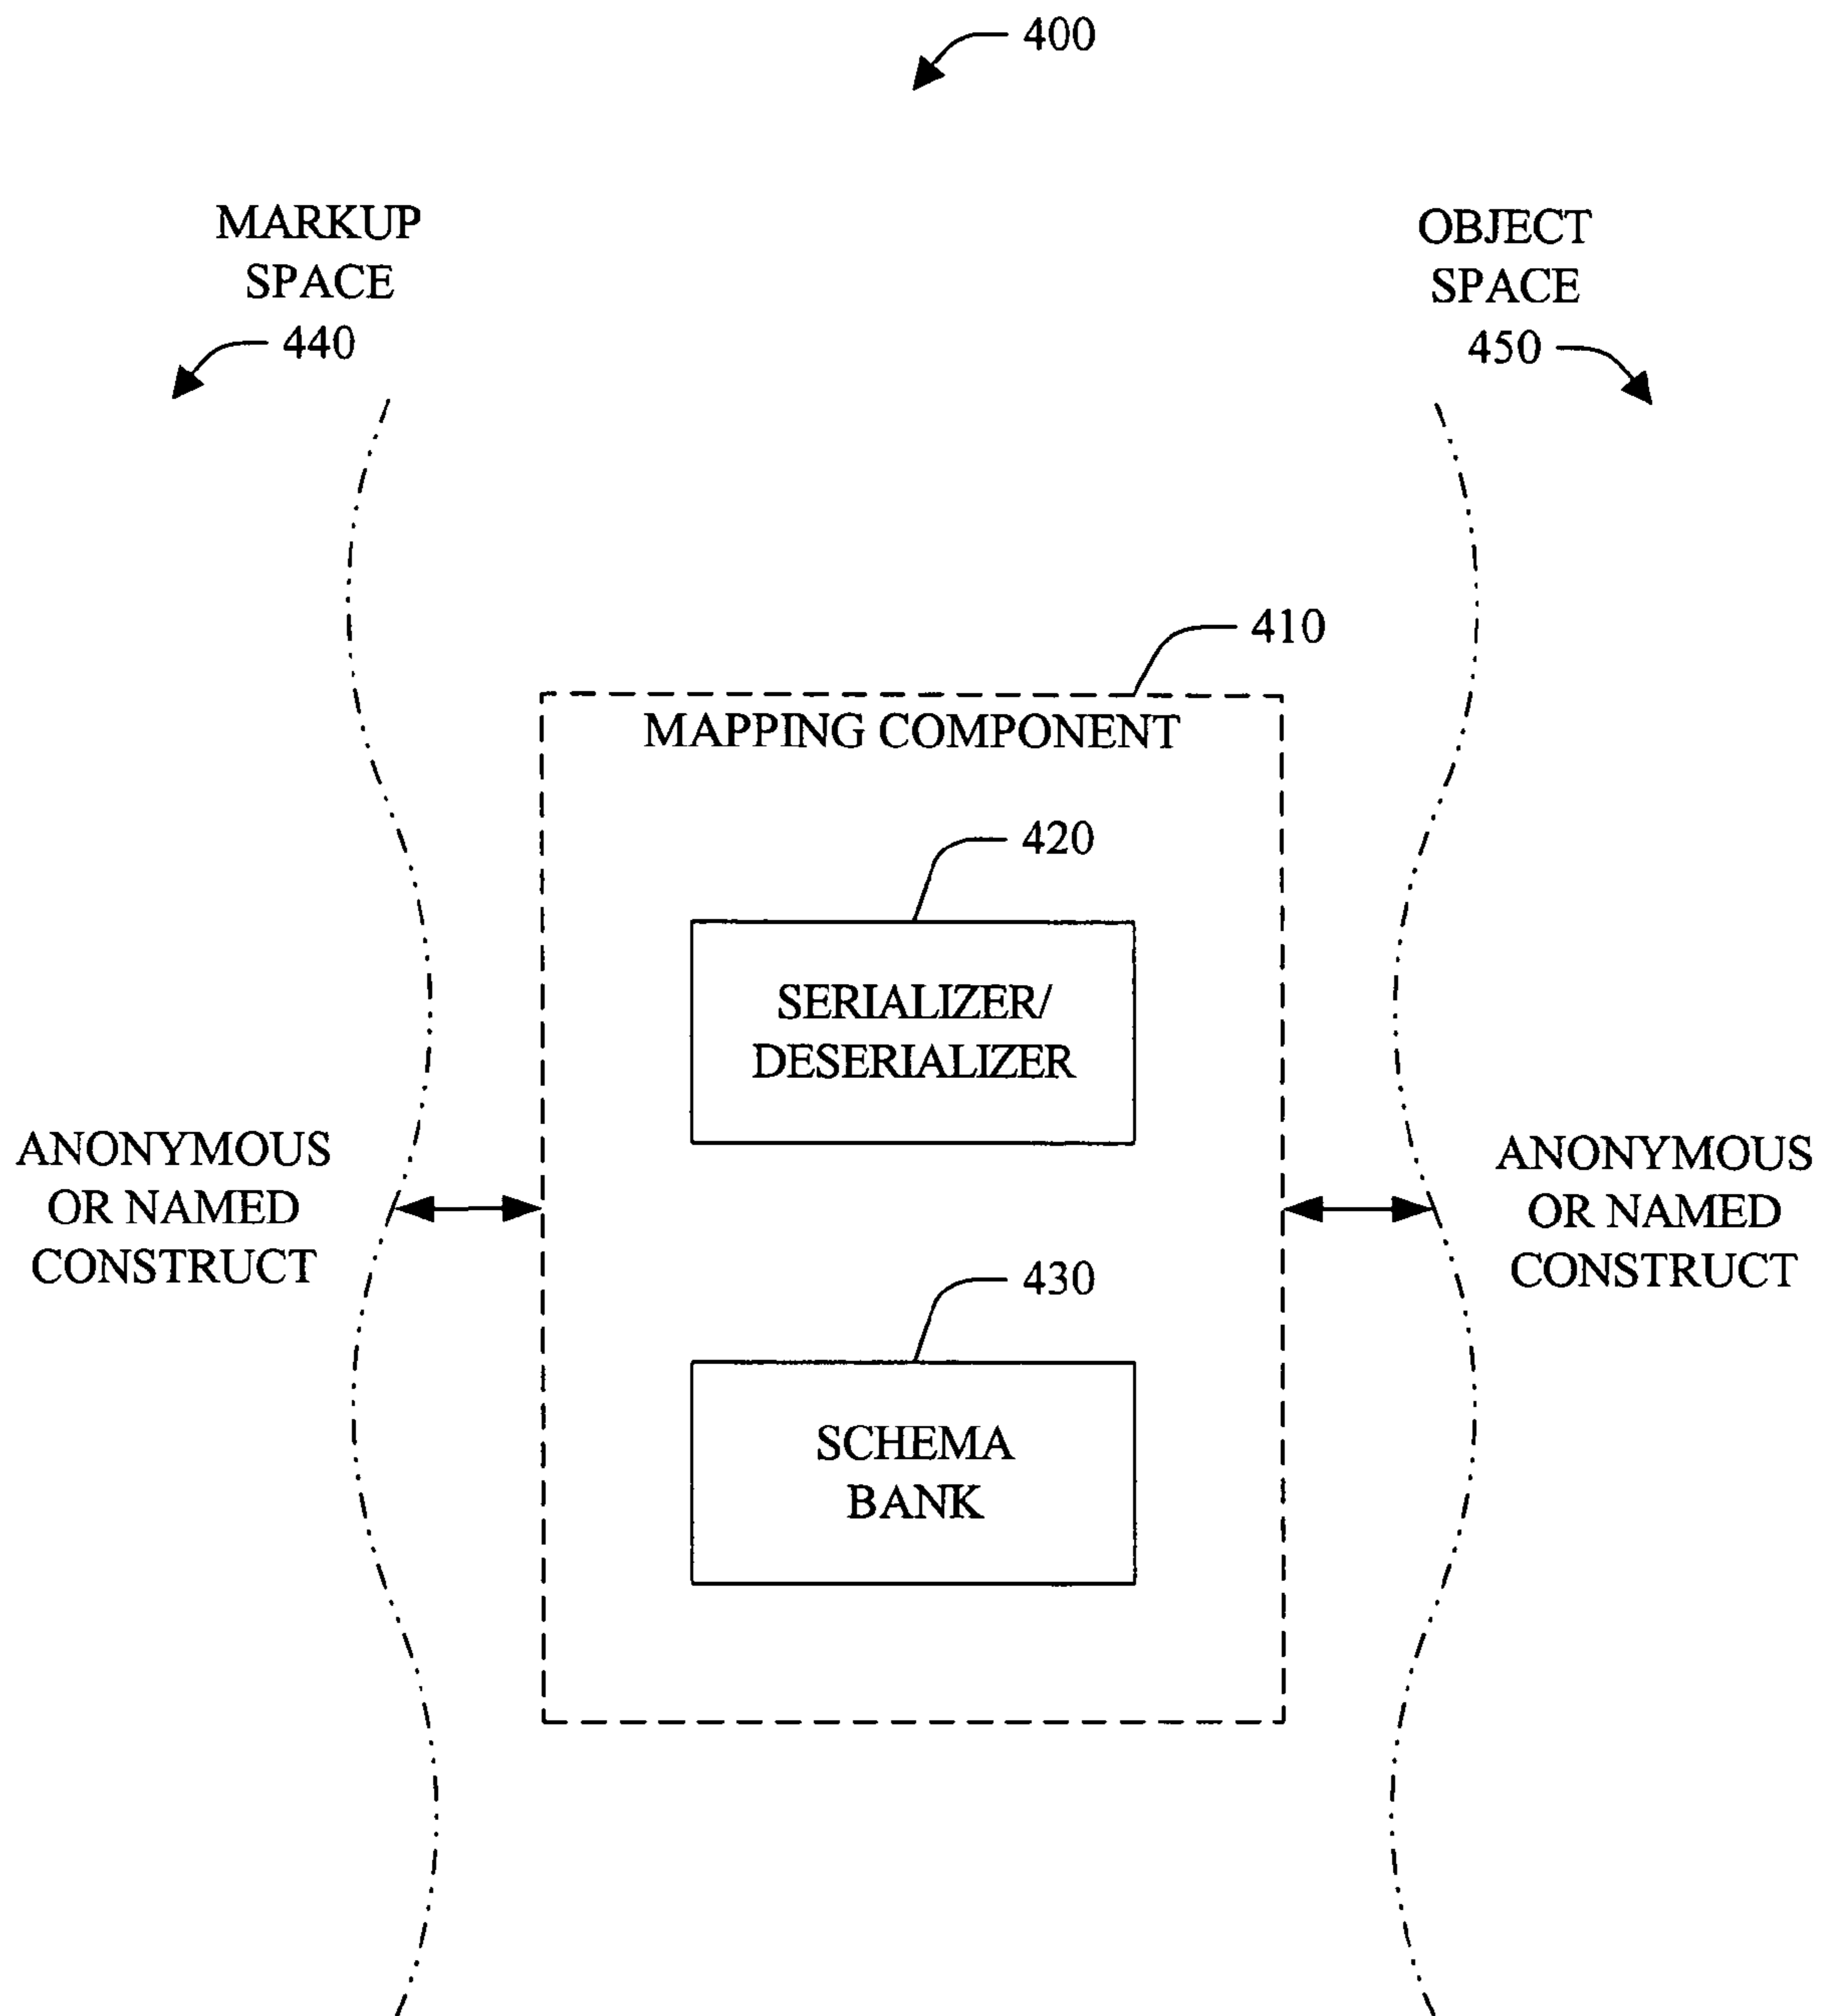 400
MARKUP
SPACE
440
OBJECT
SPACE
450
410
MAPPING COMPONENT
420
SERIALIZER/
DESERIALIZER
ANONYMOUS
OR NAMED
CONSTRUCT
ANONYMOUS
OR NAMED
CONSTRUCT
430
SCHEMA
BANK